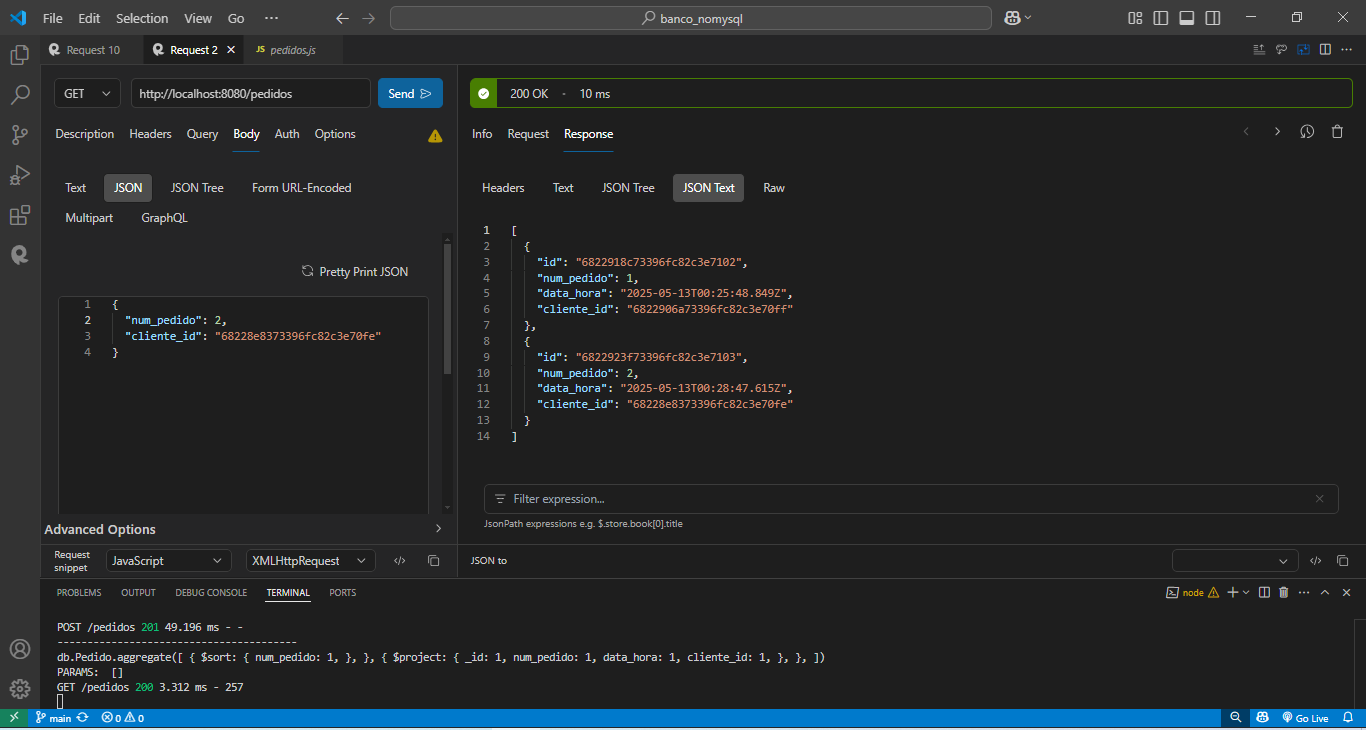 File Edit Selection View Go ··· banco_nomysql
Request 10 Request 2 JS pedidos.js
GET http://localhost:8080/pedidos Send
Description Headers Query Body Auth Options
Text JSON JSON Tree Form URL-Encoded
Multipart GraphQL
Pretty Print JSON
1 {
2 "num_pedido": 2,
3 "cliente_id": "68228e8373396fc82c3e70fe"
4 }
Advanced Options
Request snippet JavaScript XMLHttpRequest
200 OK - 10 ms
Info Request Response
Headers Text JSON Tree JSON Text Raw
1 [
2 {
3 "id": "6822918c73396fc82c3e7102",
4 "num_pedido": 1,
5 "data_hora": "2025-05-13T00:25:48.849Z",
6 "cliente_id": "6822906a73396fc82c3e70ff"
7 },
8 {
9 "id": "6822923f73396fc82c3e7103",
10 "num_pedido": 2,
11 "data_hora": "2025-05-13T00:28:47.615Z",
12 "cliente_id": "68228e8373396fc82c3e70fe"
13 }
14 ]
Filter expression...
JsonPath expressions e.g. $.store.book[0].title
JSON to
PROBLEMS OUTPUT DEBUG CONSOLE TERMINAL PORTS node
POST /pedidos 201 49.196 ms - -
----------------------------------------
db.Pedido.aggregate([ { $sort: { num_pedido: 1, }, }, { $project: { _id: 1, num_pedido: 1, data_hora: 1, cliente_id: 1, }, }, ])
PARAMS: []
GET /pedidos 200 3.312 ms - 257
main 0 0 Go Live